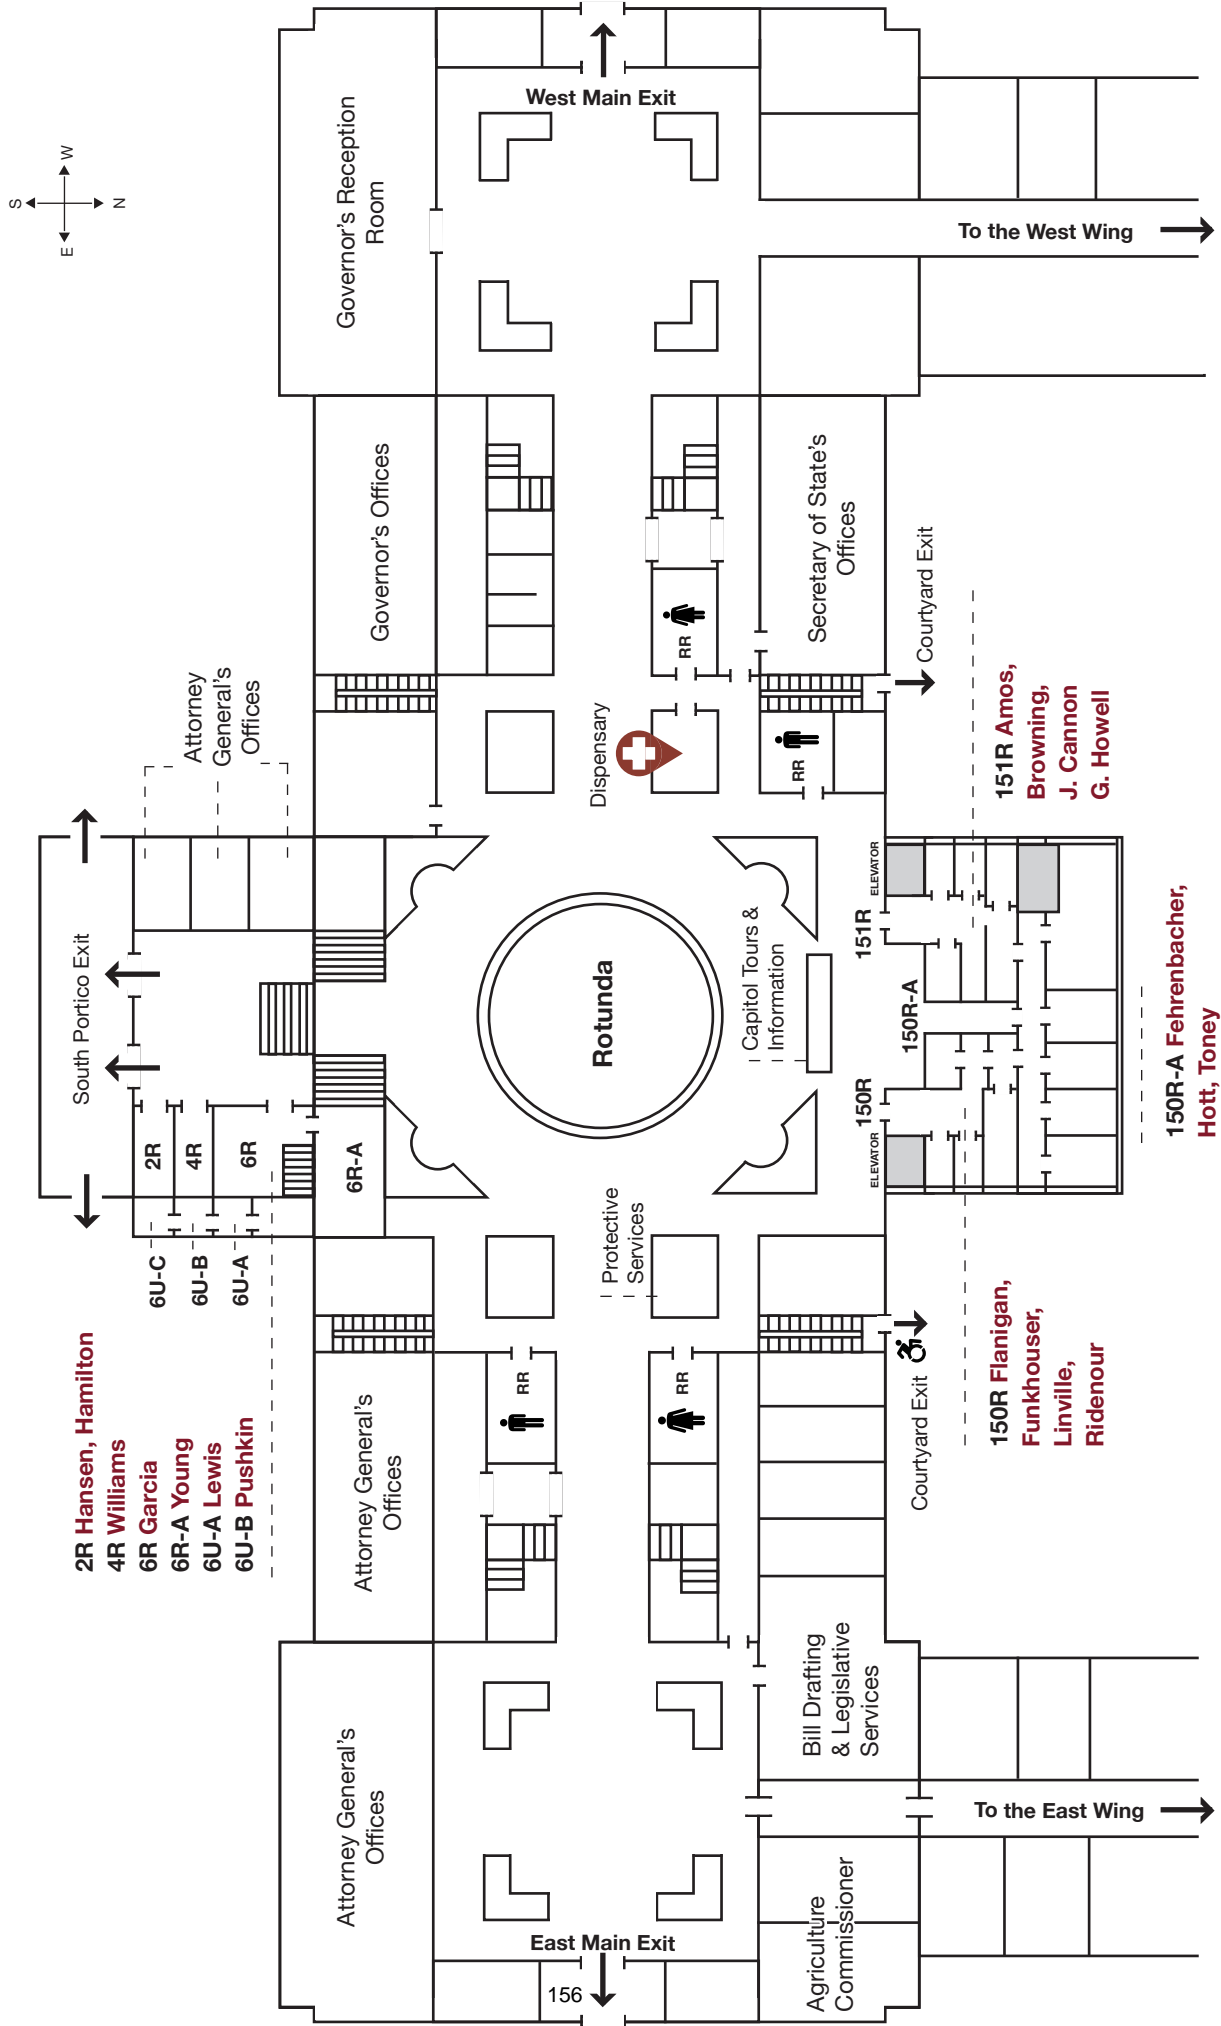 S
W
E
N
West Main Exit
Governor's Reception
Room
To the West Wing
Governor's Offices
Secretary of State's
Offices
Attorney
General's
Offices
RR
Courtyard Exit
Dispensary
RR
151R Amos,
Browning,
J. Cannon
G. Howell
South Portico Exit
Rotunda
Capitol Tours &
Information
ELEVATOR
151R
150R-A
150R
ELEVATOR
150R-A Fehrenbacher,
Hott, Toney
2R
4R
6R
6R-A
6U-C
6U-B
6U-A
Protective
Services
2R Hansen, Hamilton
4R Williams
6R Garcia
6R-A Young
6U-A Lewis
6U-B Pushkin
RR
RR
Courtyard Exit
150R Flanigan,
Funkhouser,
Linville,
Ridenour
Attorney General's
Offices
Attorney General's
Offices
Bill Drafting
& Legislative
Services
To the East Wing
Agriculture
Commissioner
East Main Exit
156